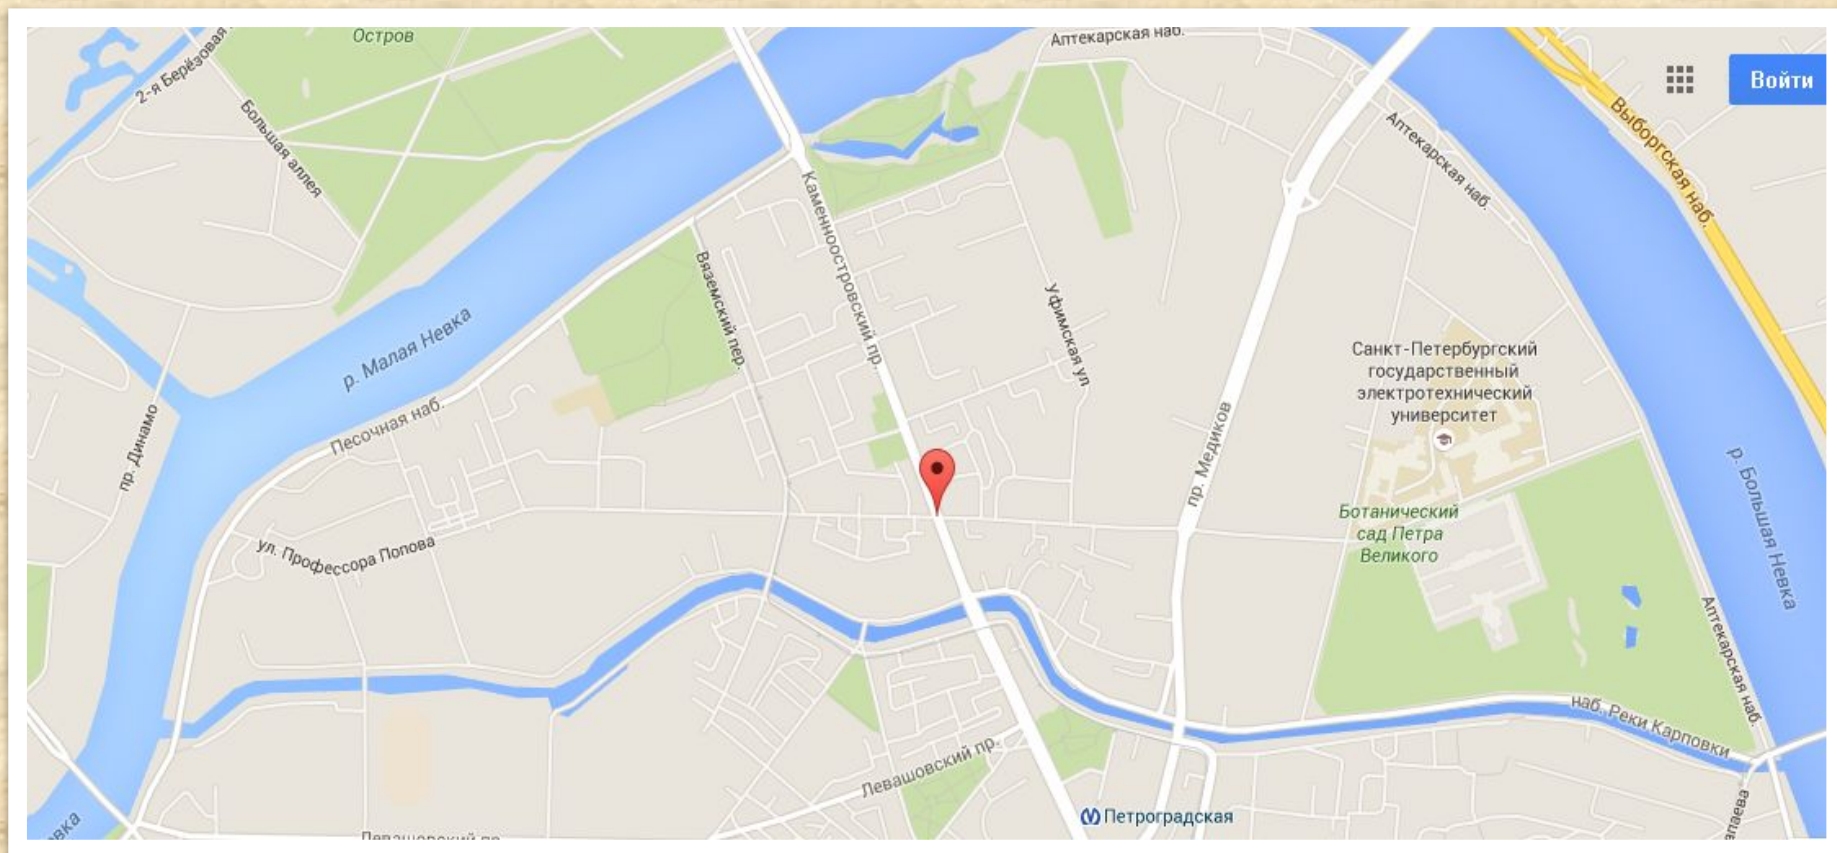 Остров
Аптекарская наб.
2-я Берёзовая
Войти
Большая аллея
Выборгская наб.
Аптекарская наб.
Каменноостровский пр.
Вяземский пер.
Уфимская ул
р. Малая Невка
Санкт-Петербургский
государственный
электротехнический
университет
пр. Динамо
Песочная наб.
пр. Медиков
р. Большая Невка
Ботанический
сад Петра
Великого
ул. Профессора Попова
Аптекарская наб.
наб. Реки Карповки
Левашовский пр.
Петроградская